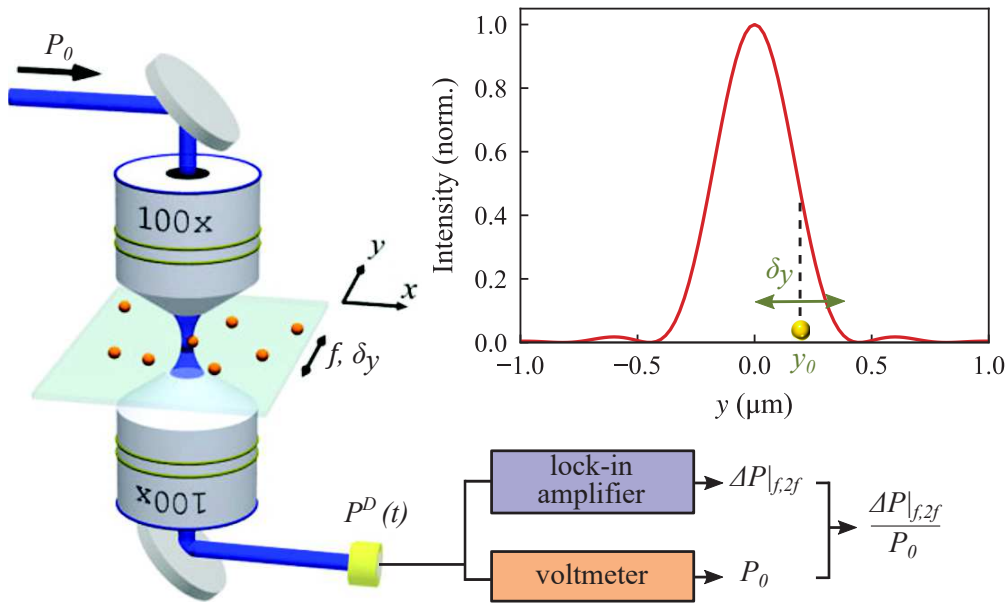 P₀
100x
y
x
f, δy
100x
Pᴰ(t)
Intensity (norm.)
1.0
0.8
0.6
0.4
0.2
0.0
δy
y₀
−1.0
−0.5
0.0
0.5
1.0
y (μm)
lock-in
amplifier
ΔP|f,2f
voltmeter
P₀
ΔP|f,2f
P₀